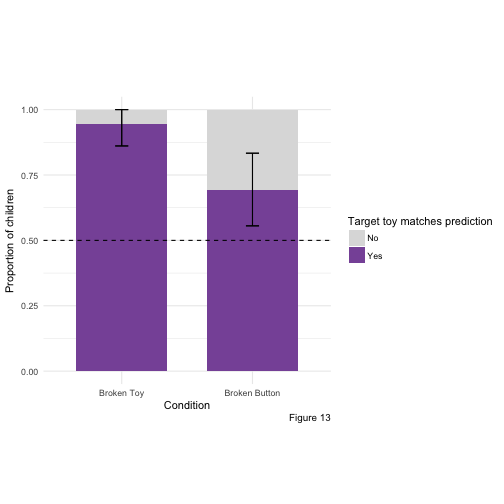 1.00
0.75
0.50
0.25
0.00
Proportion of children
Broken Toy
Broken Button
Condition
Figure 13
Target toy matches prediction
No
Yes